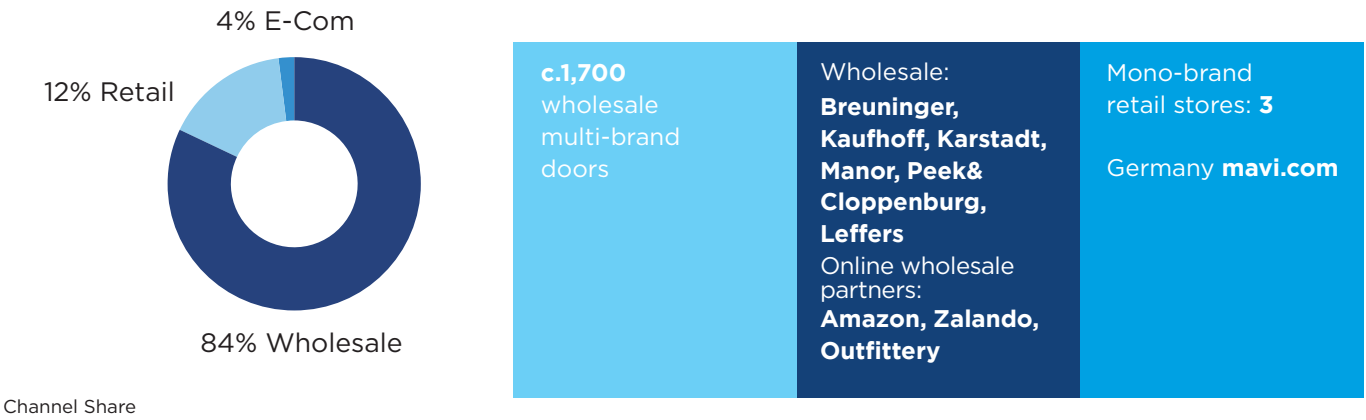 4% E-Com
12% Retail
84% Wholesale
Channel Share
c.1,700
wholesale
multi-brand
doors
Wholesale:
Breuninger,
Kaufhoff, Karstadt,
Manor, Peek&
Cloppenburg,
Leffers
Online wholesale
partners:
Amazon, Zalando,
Outfittery
Mono-brand
retail stores: 3
Germany mavi.com